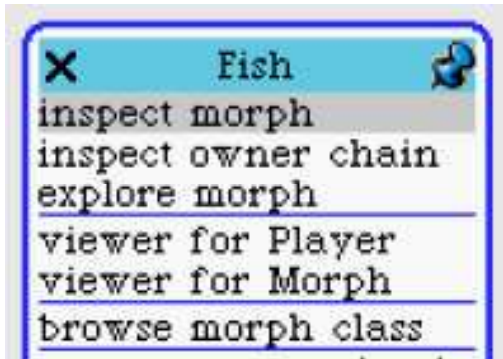 Fish
inspect morph
inspect owner chain
explore morph
viewer for Player
viewer for Morph
browse morph class